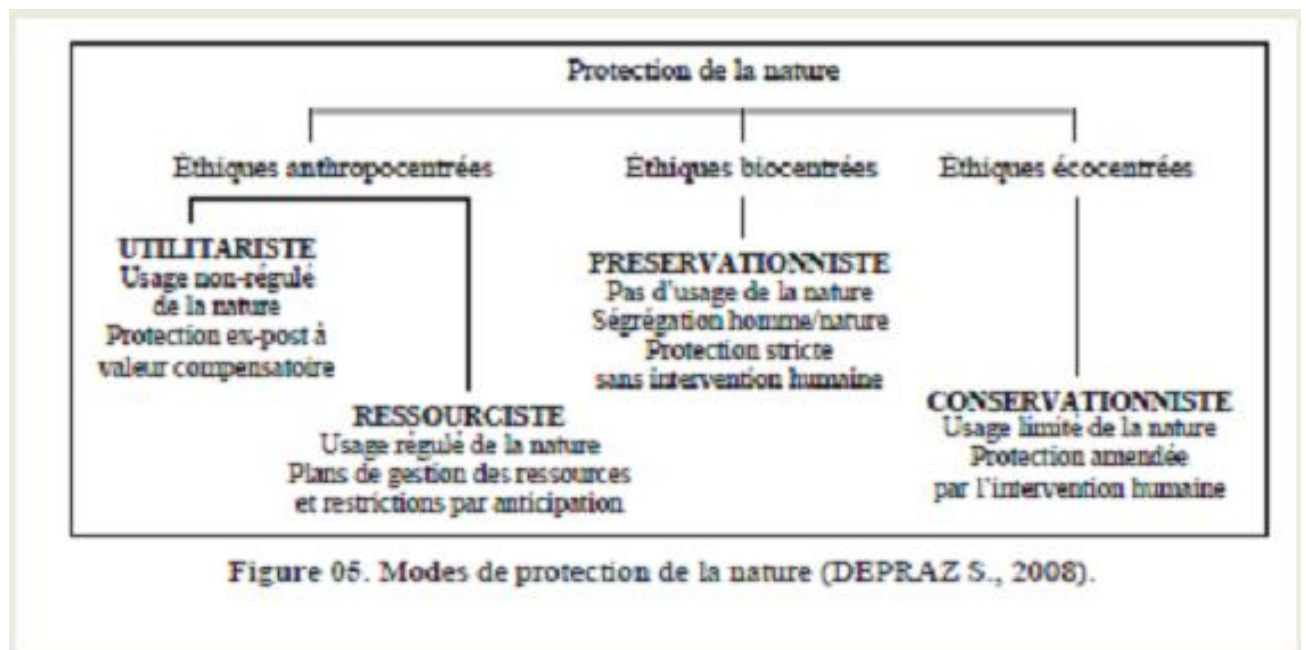 Protection de la nature
Éthiques anthropocentrées
Éthiques biocentrées
Éthiques écocentrées
UTILITARISTE
Usage non-régulé
de la nature
Protection ex-post à
valeur compensatoire
RESSOURCISTE
Usage régulé de la nature
Plans de gestion des ressources
et restrictions par anticipation
PRESERVATIONNISTE
Pas d'usage de la nature
Ségrégation homme/nature
Protection stricte
sans intervention humaine
CONSERVATIONNISTE
Usage limité de la nature
Protection amendée
par l'intervention humaine
Figure 05. Modes de protection de la nature (DEPRAZ S., 2008).